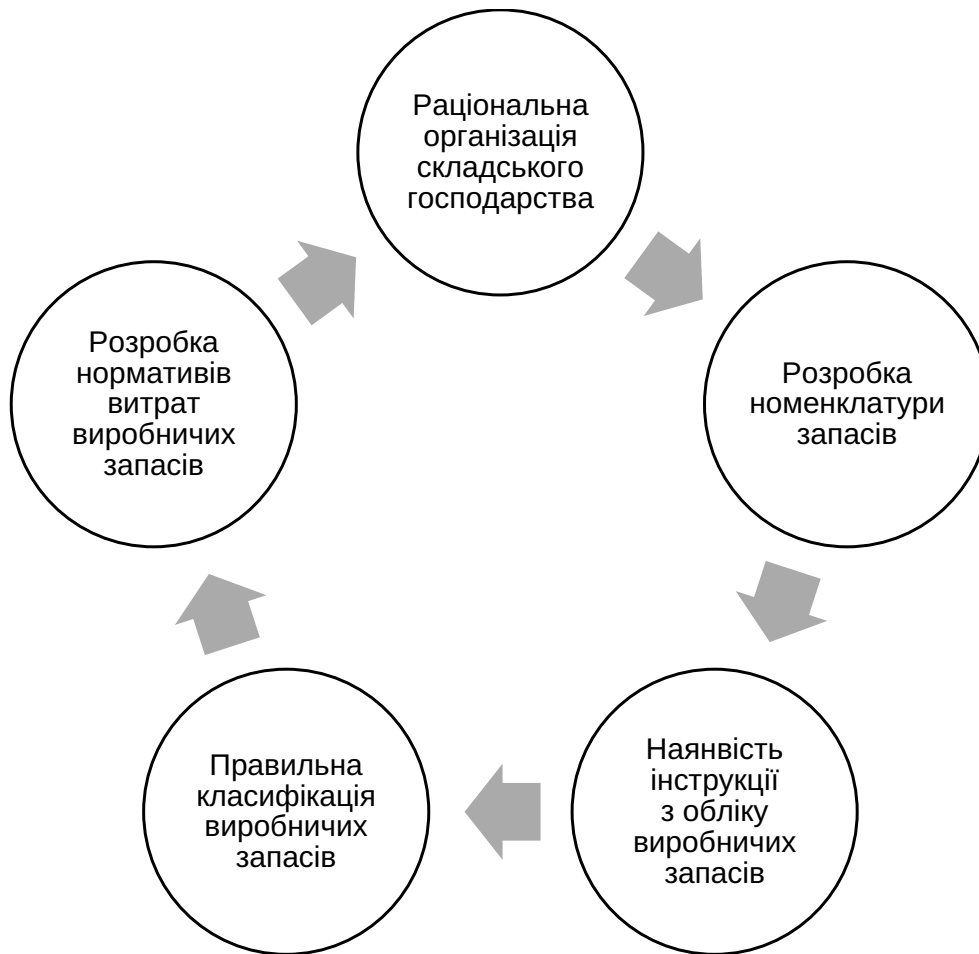 Раціональна
організація
складського
господарства
Розробка
номенклатури
запасів
Наянвість
інструкції
з обліку
виробничих
запасів
Правильна
класифікація
виробничих
запасів
Розробка
нормативів
витрат
виробничих
запасів